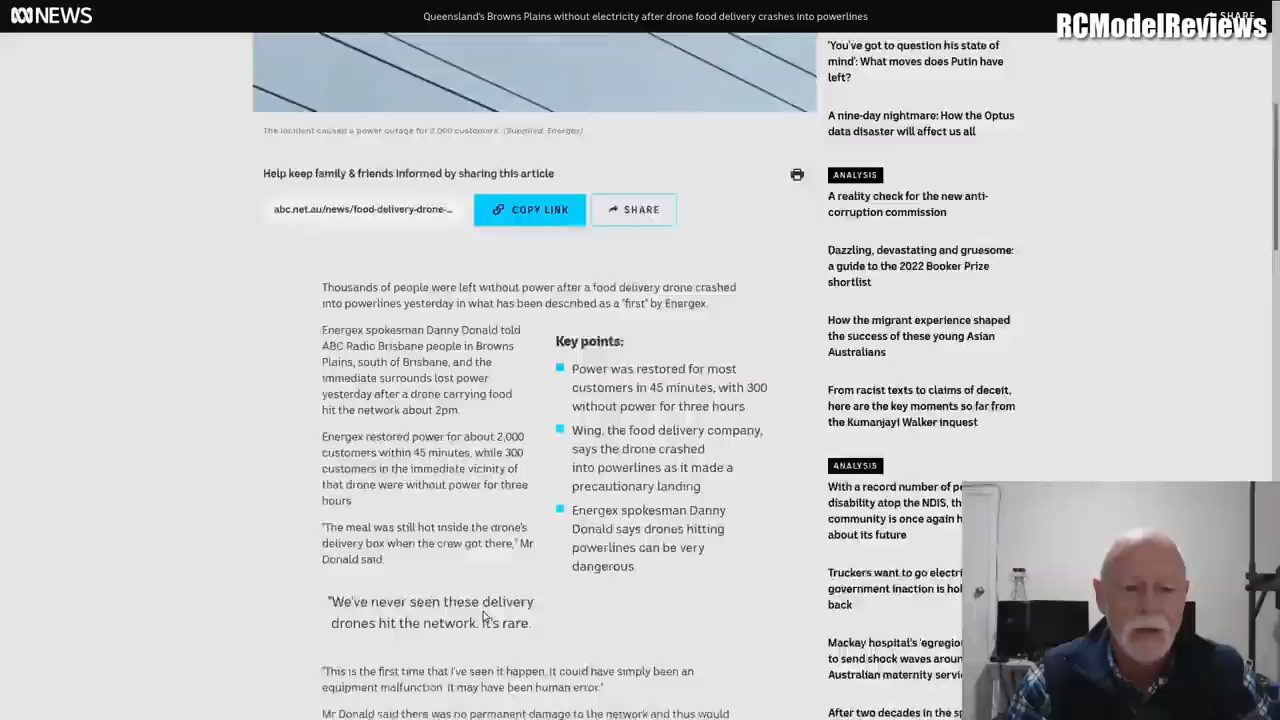 NEWS
Queensland's Browns Plains without electricity after drone food delivery crashes into powerlines
SHARE
RCModelReviews
The incident caused a power outage for 2,000 customers. (Supplied: Energex)
Help keep family & friends informed by sharing this article
abc.net.au/news/food-delivery-drone-...
COPY LINK
SHARE
Thousands of people were left without power after a food delivery drone crashed
into powerlines yesterday in what has been described as a "first" by Energex.
Energex spokesman Danny Donald told
ABC Radio Brisbane people in Browns
Plains, south of Brisbane, and the
immediate surrounds lost power
yesterday after a drone carrying food
hit the network about 2pm.
Energex restored power for about 2,000
customers within 45 minutes, while 300
customers in the immediate vicinity of
that drone were without power for three
hours
"The meal was still hot inside the drone's
delivery box when the crew got there," Mr
Donald said.
Key points:
Power was restored for most
customers in 45 minutes, with 300
without power for three hours
Wing, the food delivery company,
says the drone crashed
into powerlines as it made a
precautionary landing
Energex spokesman Danny
Donald says drones hitting
powerlines can be very
dangerous
"We've never seen these delivery
drones hit the network. It's rare.
"This is the first time that I've seen it happen. It could have simply been an
equipment malfunction. It may have been human error."
Mr Donald said there was no permanent damage to the network and thus would
'You've got to question his state of
mind': What moves does Putin have
left?
A nine-day nightmare: How the Optus
data disaster will affect us all
ANALYSIS
A reality check for the new anti-
corruption commission
Dazzling, devastating and gruesome:
a guide to the 2022 Booker Prize
shortlist
How the migrant experience shaped
the success of these young Asian
Australians
From racist texts to claims of deceit,
here are the key moments so far from
the Kumanjayi Walker inquest
ANALYSIS
With a record number of pe
disability atop the NDIS, th
community is once again h
about its future
Truckers want to go electri
government inaction is hol
back
Mackay hospital's 'egregio
to send shock waves aroun
Australian maternity servi
After two decades in the sp